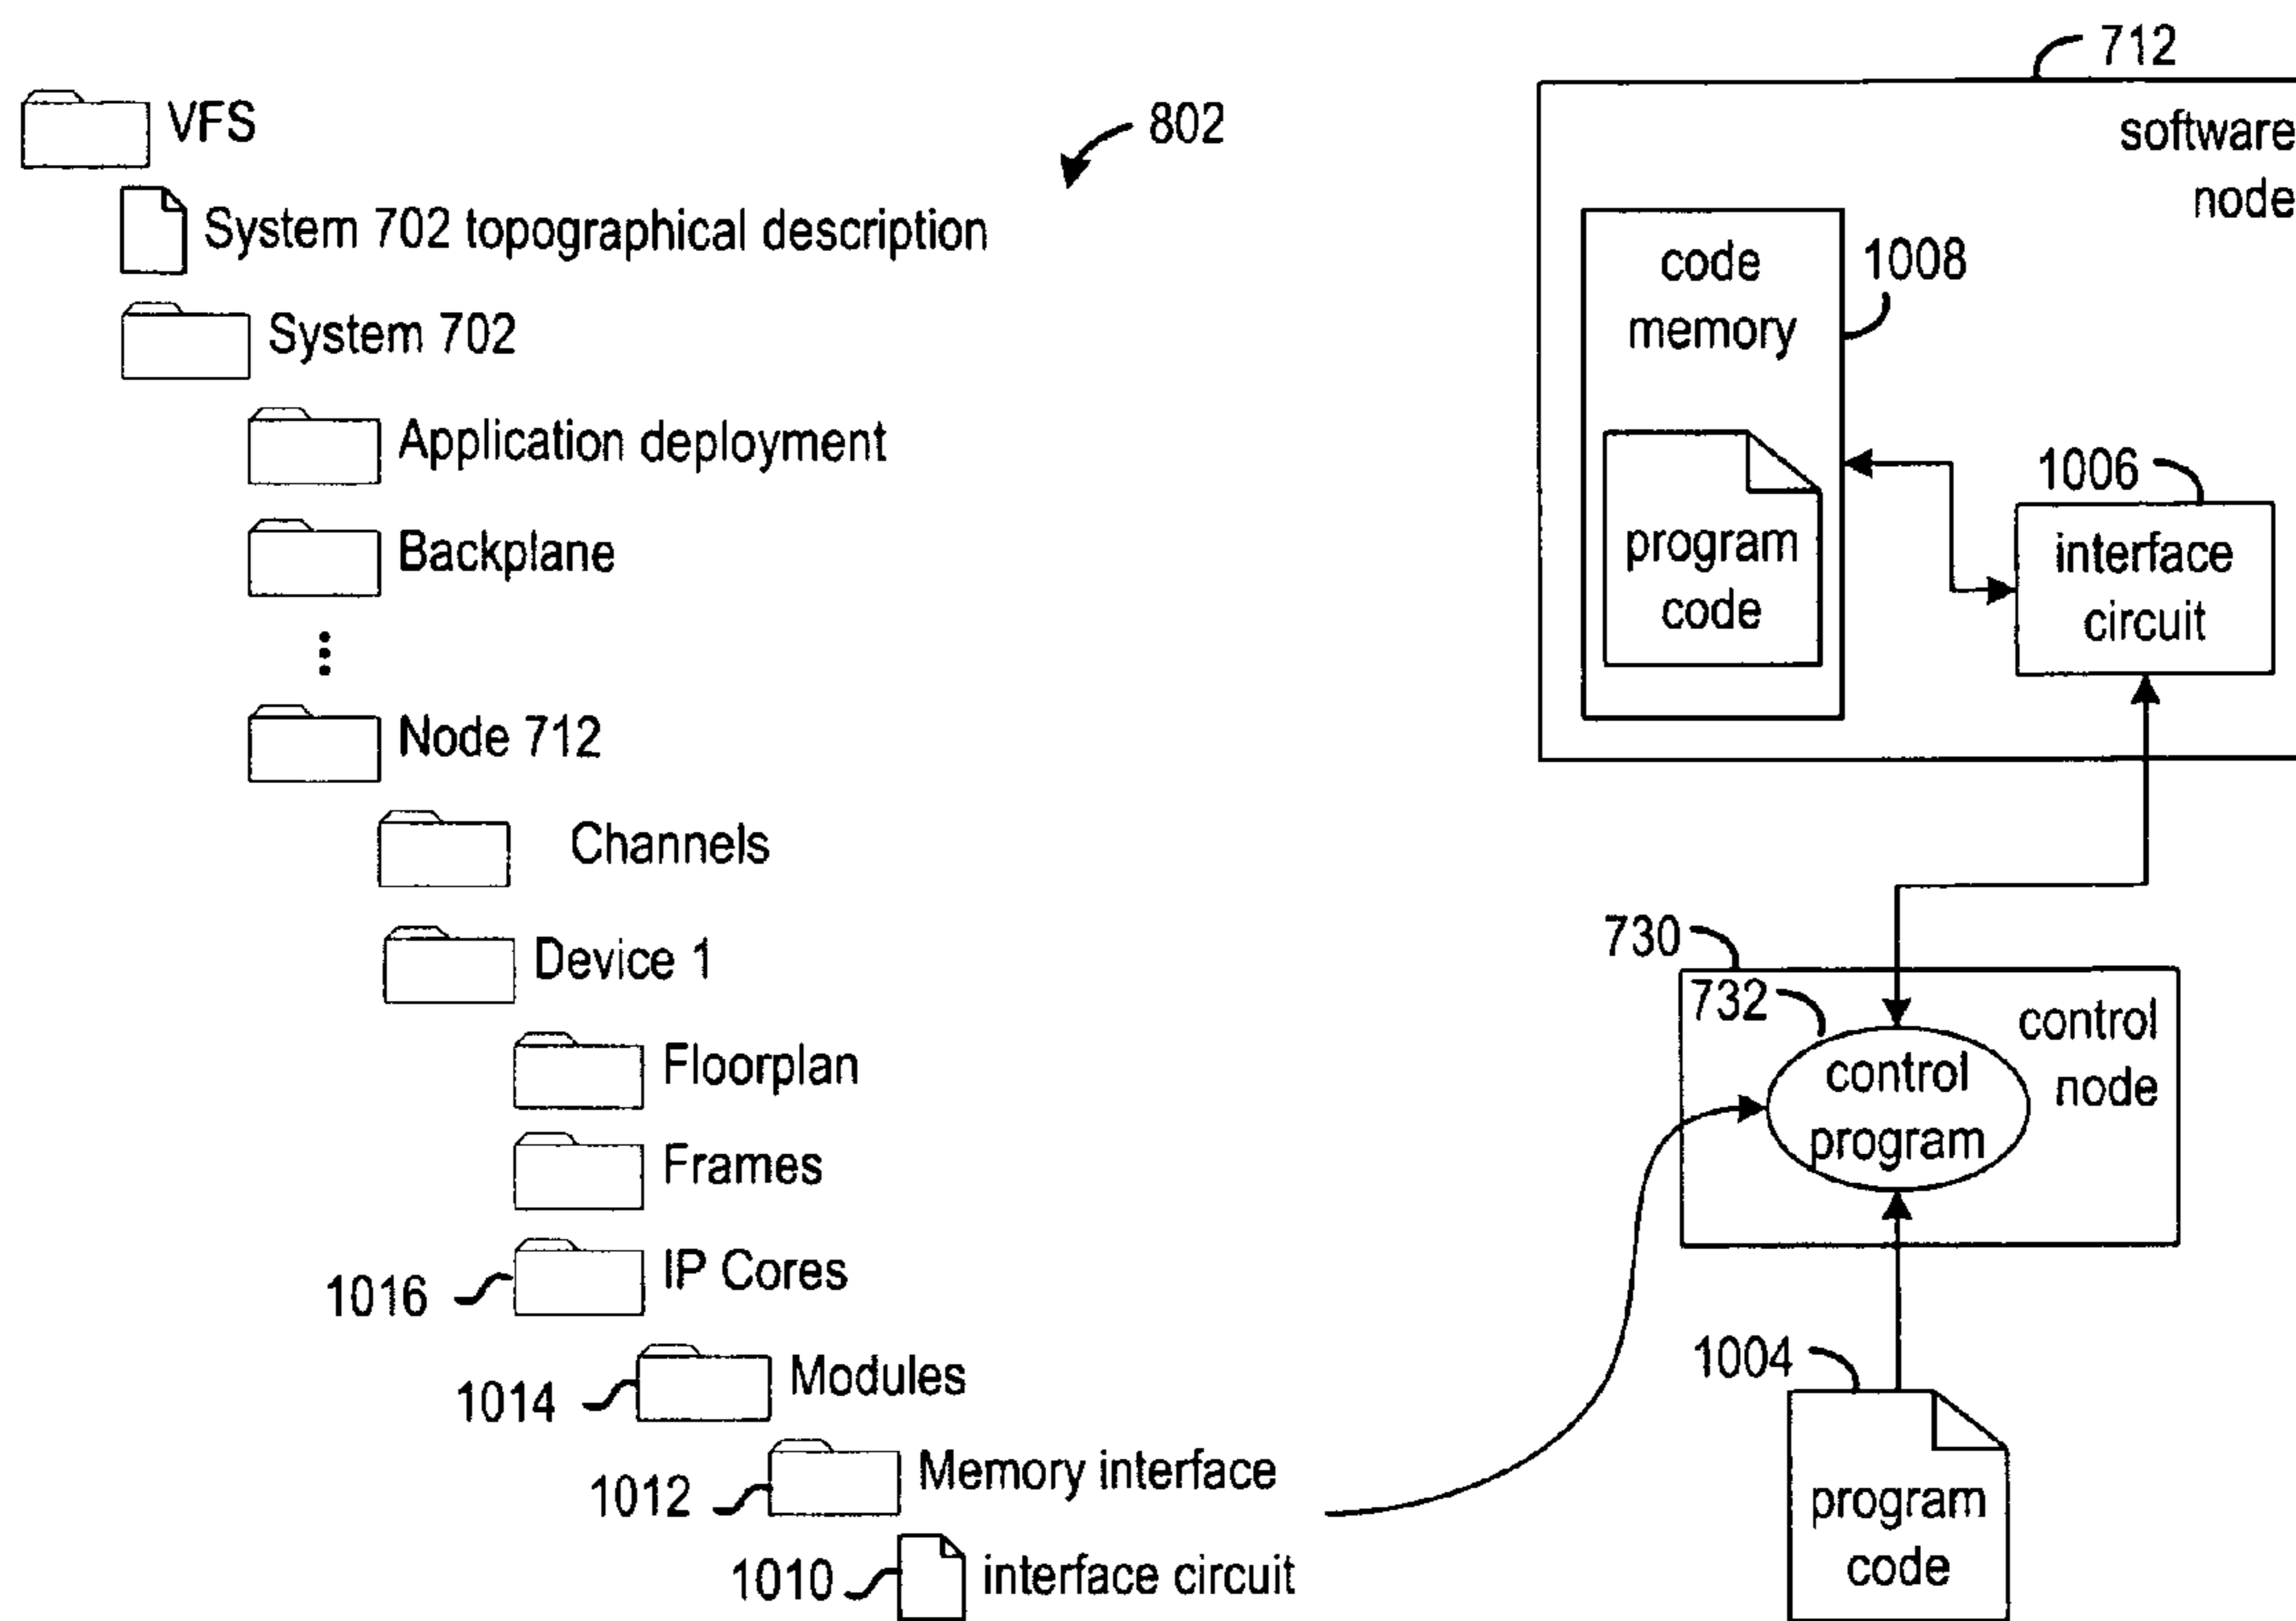 VFS
802
System 702 topographical description
System 702
Application deployment
Backplane
Node 712
Channels
Device 1
Floorplan
Frames
IP Cores
1016
Modules
1014
Memory interface
1012
interface circuit
1010
712
software
node
code
memory
1008
program
code
1006
interface
circuit
730
732
control
node
control
program
1004
program
code